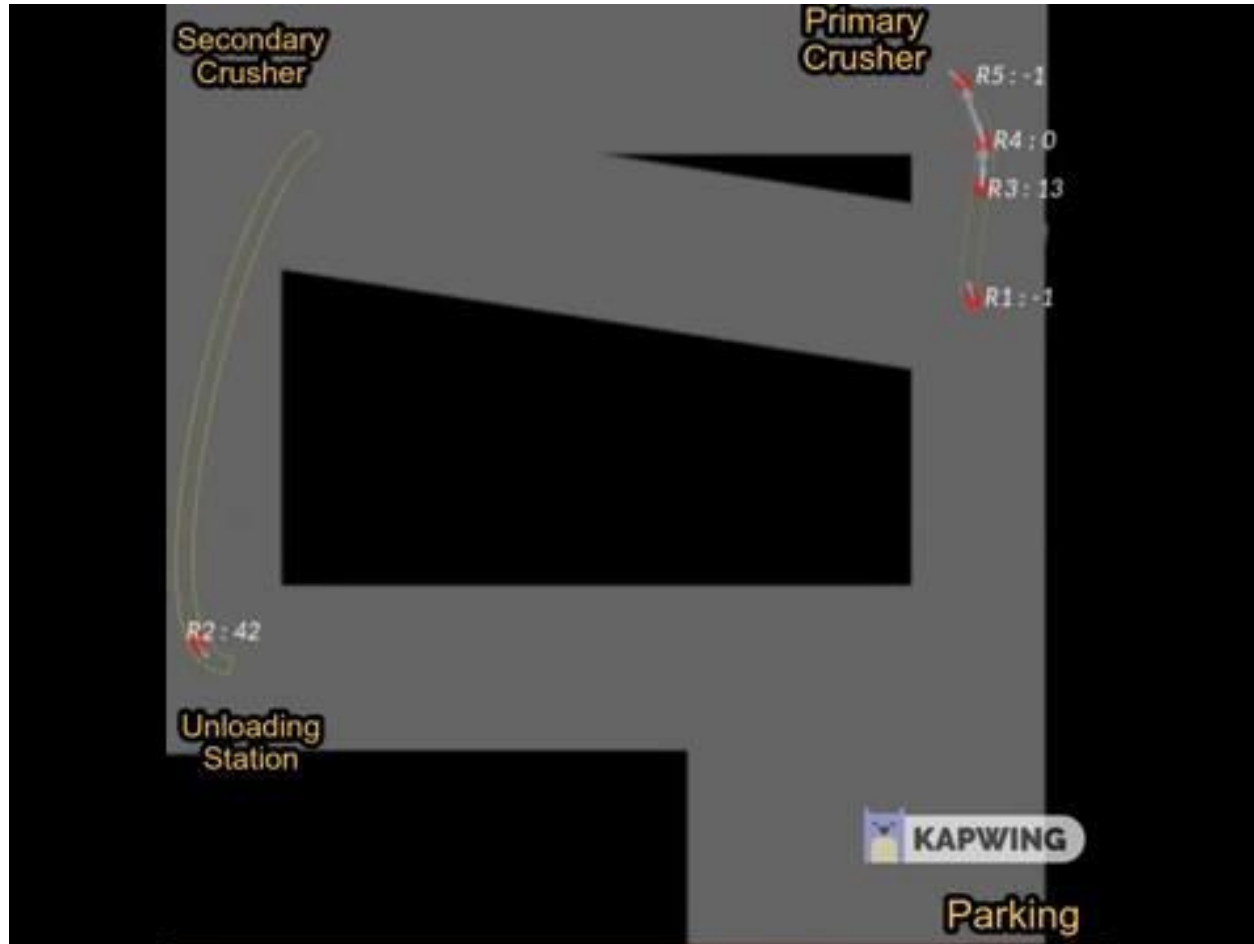 Secondary
Crusher
Primary
Crusher
R5:-1
R4:0
R3:13
R1:-1
R2:42
Unloading
Station
KAPWING
Parking